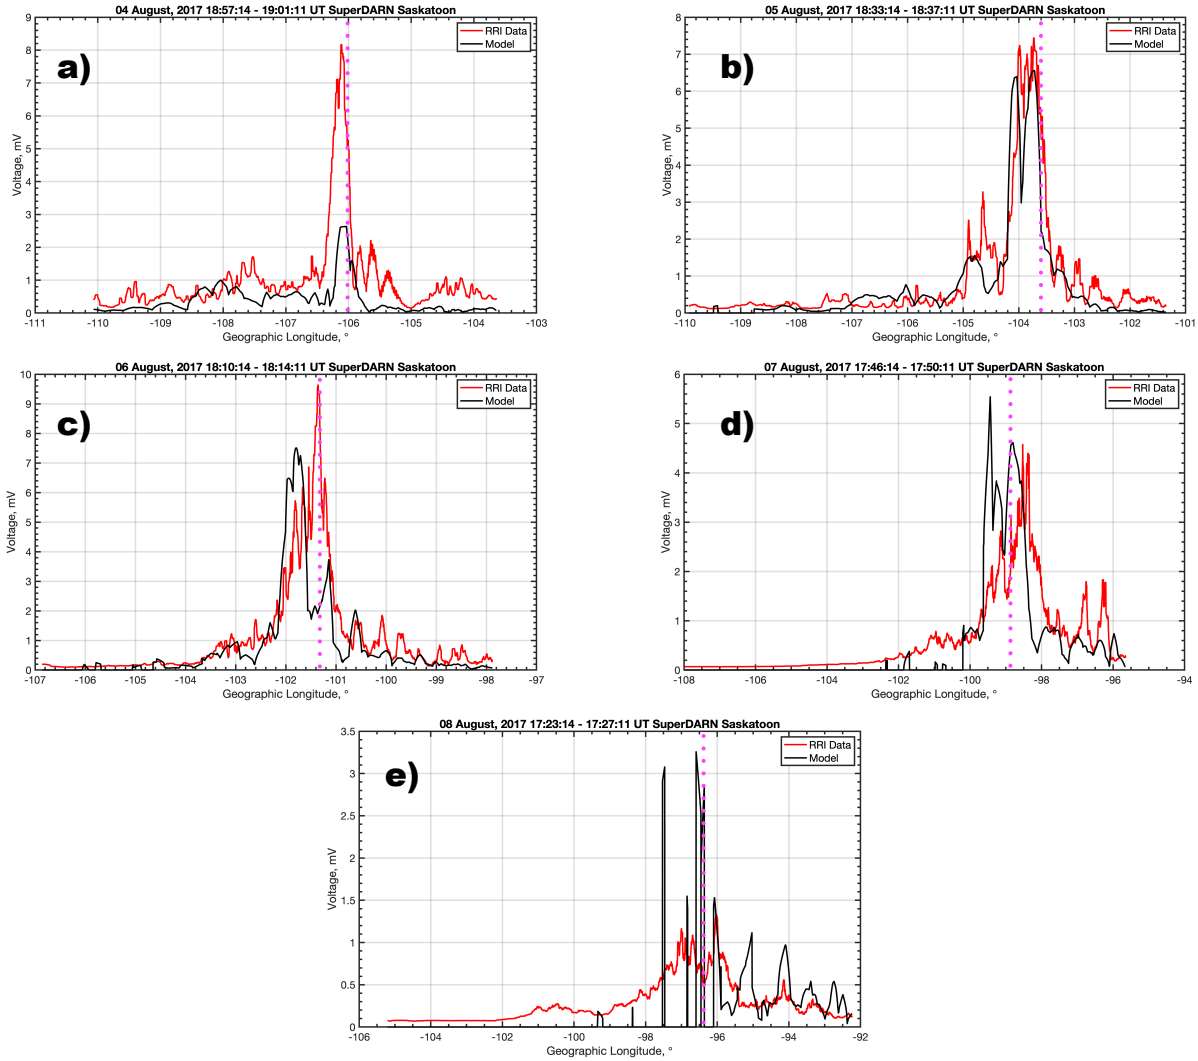 04 August, 2017 18:57:14 - 19:01:11 UT SuperDARN Saskatoon
a)
RRI Data
Model
Voltage, mV
9
8
7
6
5
4
3
2
1
0
-111 -110 -109 -108 -107 -106 -105 -104 -103
Geographic Longitude, °
05 August, 2017 18:33:14 - 18:37:11 UT SuperDARN Saskatoon
b)
RRI Data
Model
Voltage, mV
8
7
6
5
4
3
2
1
0
-110 -109 -108 -107 -106 -105 -104 -103 -102 -101
Geographic Longitude, °
06 August, 2017 18:10:14 - 18:14:11 UT SuperDARN Saskatoon
c)
RRI Data
Model
Voltage, mV
10
9
8
7
6
5
4
3
2
1
0
-107 -106 -105 -104 -103 -102 -101 -100 -99 -98 -97
Geographic Longitude, °
07 August, 2017 17:46:14 - 17:50:11 UT SuperDARN Saskatoon
d)
RRI Data
Model
Voltage, mV
6
5
4
3
2
1
0
-108 -106 -104 -102 -100 -98 -96 -94
Geographic Longitude, °
08 August, 2017 17:23:14 - 17:27:11 UT SuperDARN Saskatoon
e)
RRI Data
Model
Voltage, mV
3.5
3
2.5
2
1.5
1
0.5
0
-106 -104 -102 -100 -98 -96 -94 -92
Geographic Longitude, °